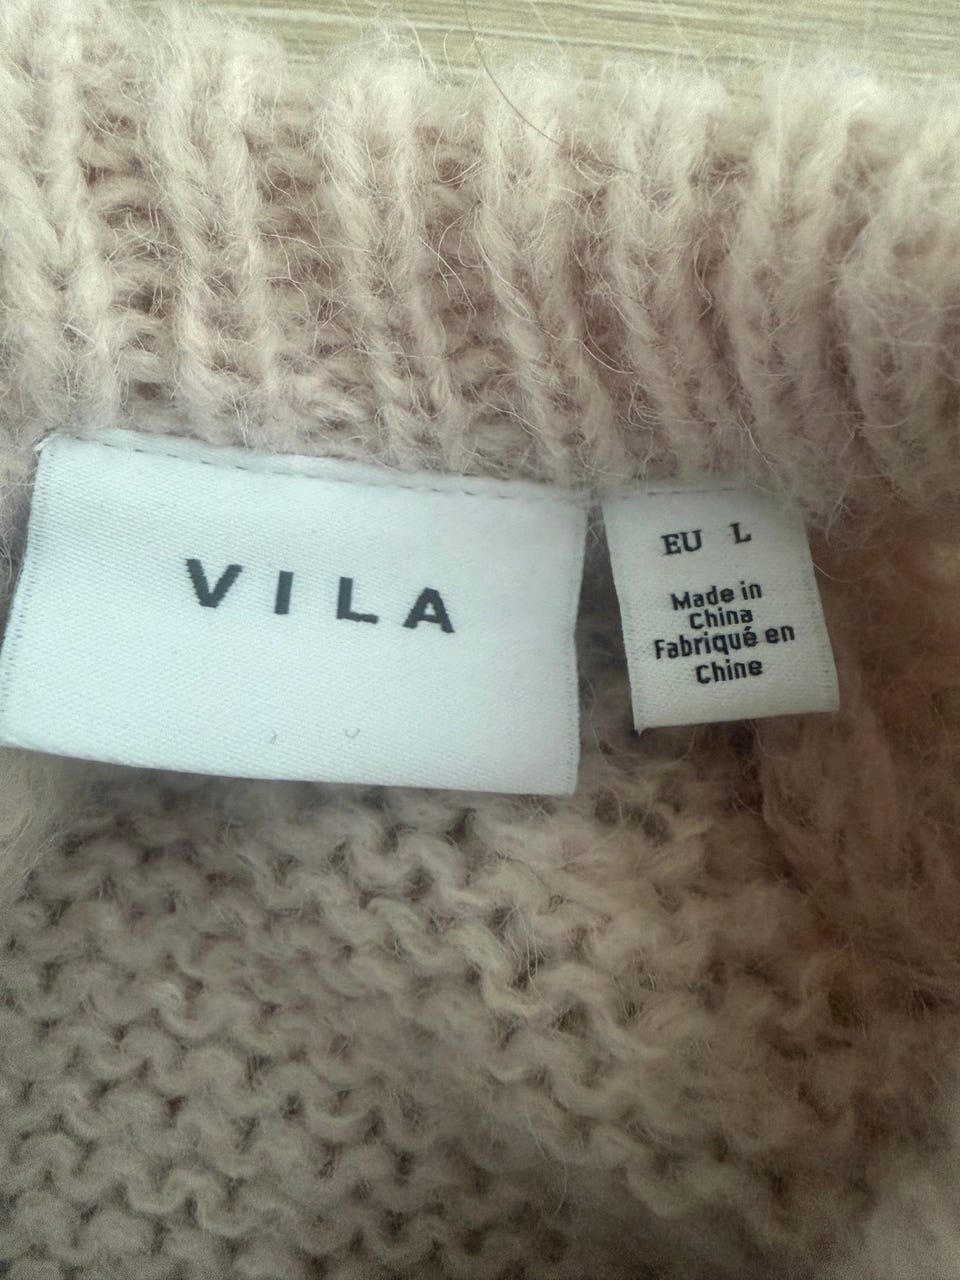 VILA
EU L
Made in
China
Fabriqué en
Chine